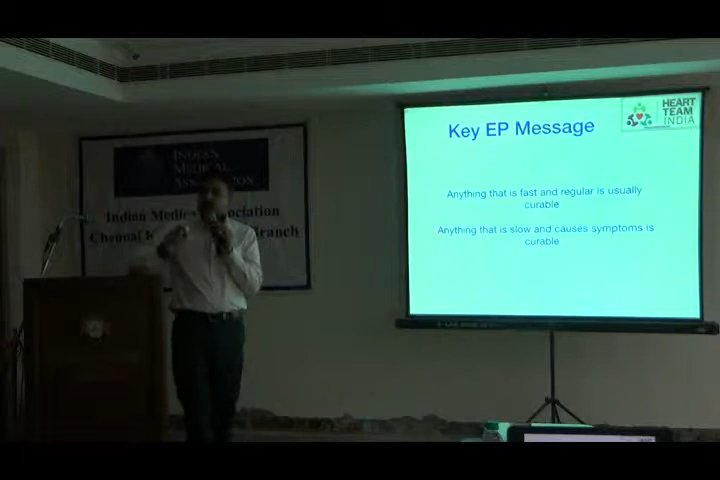 HEART
TEAM
INDIA
Key EP Message
Anything that is fast and regular is usually
curable
Anything that is slow and causes symptoms is
curable
INDIAN
MEDICAL
ASSOCIATION
Indian Medical Association
Chennai K Branch